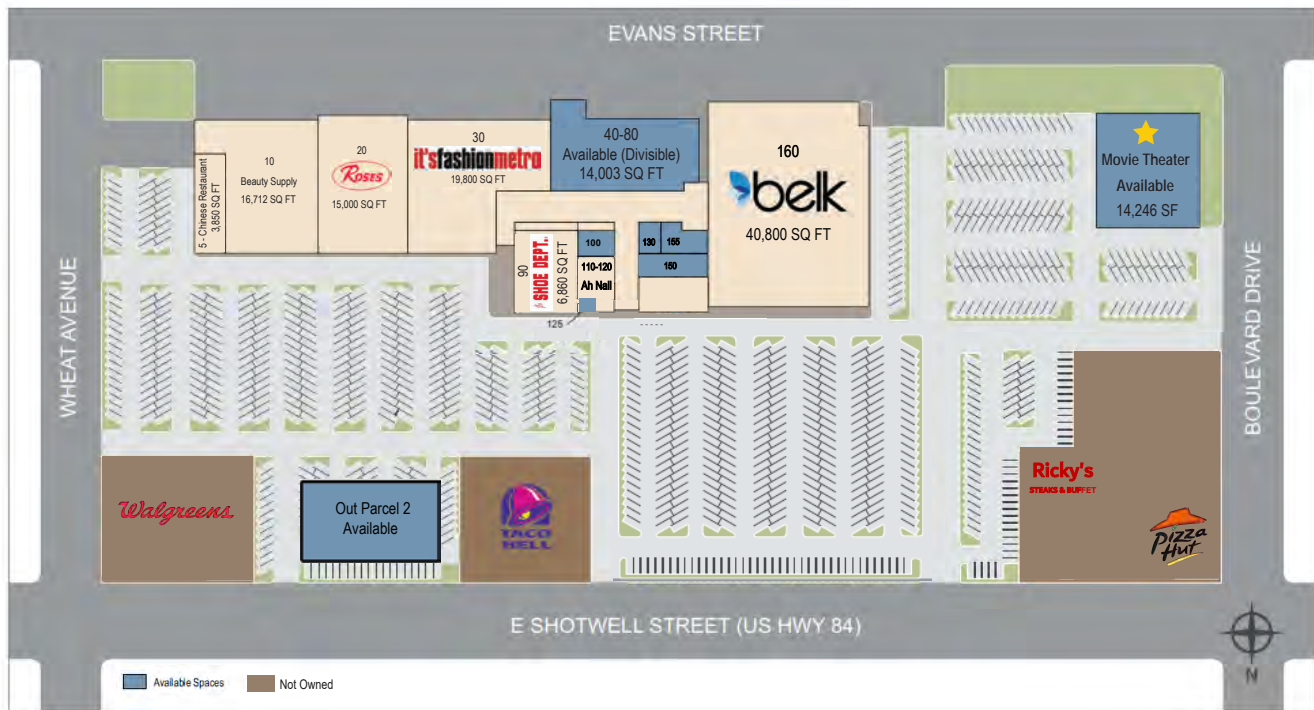 EVANS STREET
WHEAT AVENUE
5 - Chinese Restaurant
3,850 SQ FT
10
Beauty Supply
16,712 SQ FT
20
ROSES
15,000 SQ FT
30
it'sfashionmetro
19,800 SQ FT
40-80
Available (Divisible)
14,003 SQ FT
90
SHOE DEPT.
6,860 SQ FT
100
110-120
Ah Nail
125
130
155
150
160
belk
40,800 SQ FT
Movie Theater
Available
14,246 SF
BOULEVARD DRIVE
Walgreens
Out Parcel 2
Available
TACO
BELL
Ricky's
STEAKS & BUFFET
Pizza
Hut
E SHOTWELL STREET (US HWY 84)
N
Available Spaces
Not Owned